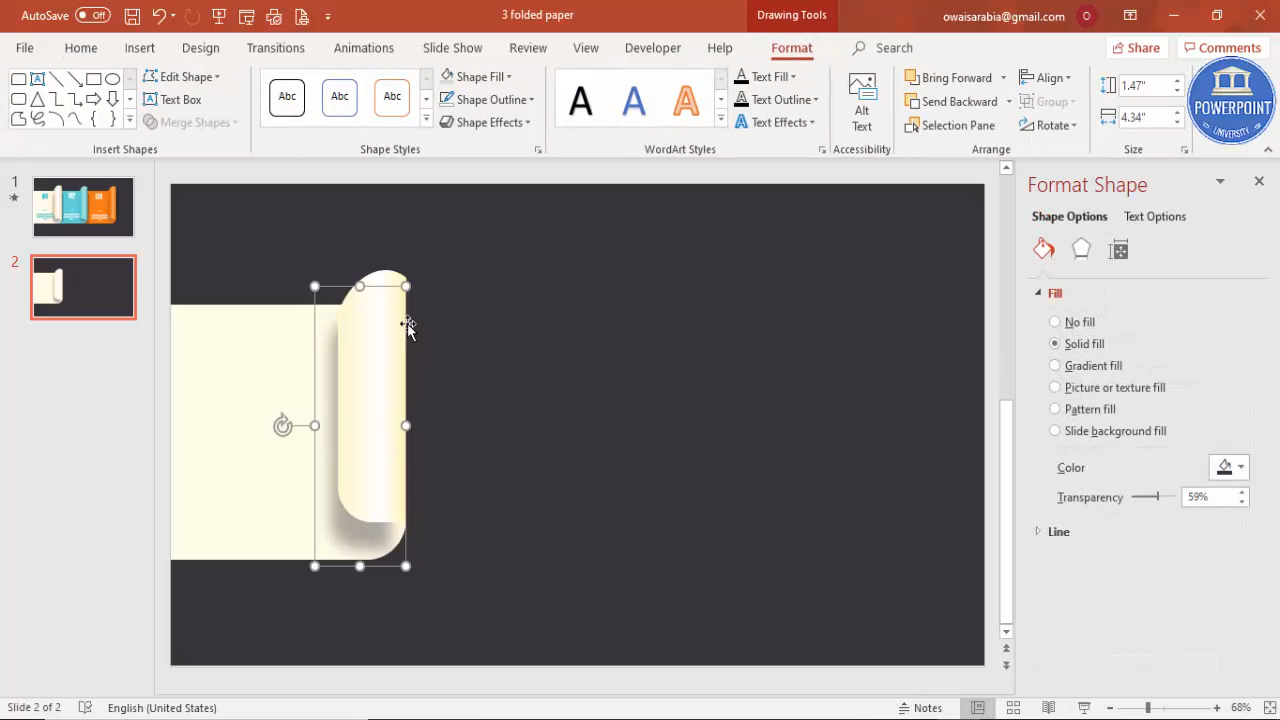 AutoSave Off 3 folded paper Drawing Tools owaisarabia@gmail.com O
File Home Insert Design Transitions Animations Slide Show Review View Developer Help Format Search Share Comments
Edit Shape Abc Abc Abc Shape Fill A A A Text Fill Bring Forward Align 1.47"
Text Box Shape Outline Text Outline Alt Text Send Backward Group
Merge Shapes Shape Effects Text Effects Selection Pane Rotate 4.34"
Insert Shapes Shape Styles WordArt Styles Accessibility Arrange Size
POWERPOINT
UNIVERSITY
1
2
Format Shape
Shape Options Text Options
Fill
No fill
Solid fill
Gradient fill
Picture or texture fill
Pattern fill
Slide background fill
Color
Transparency 59%
Line
Slide 2 of 2 English (United States) Notes 68%